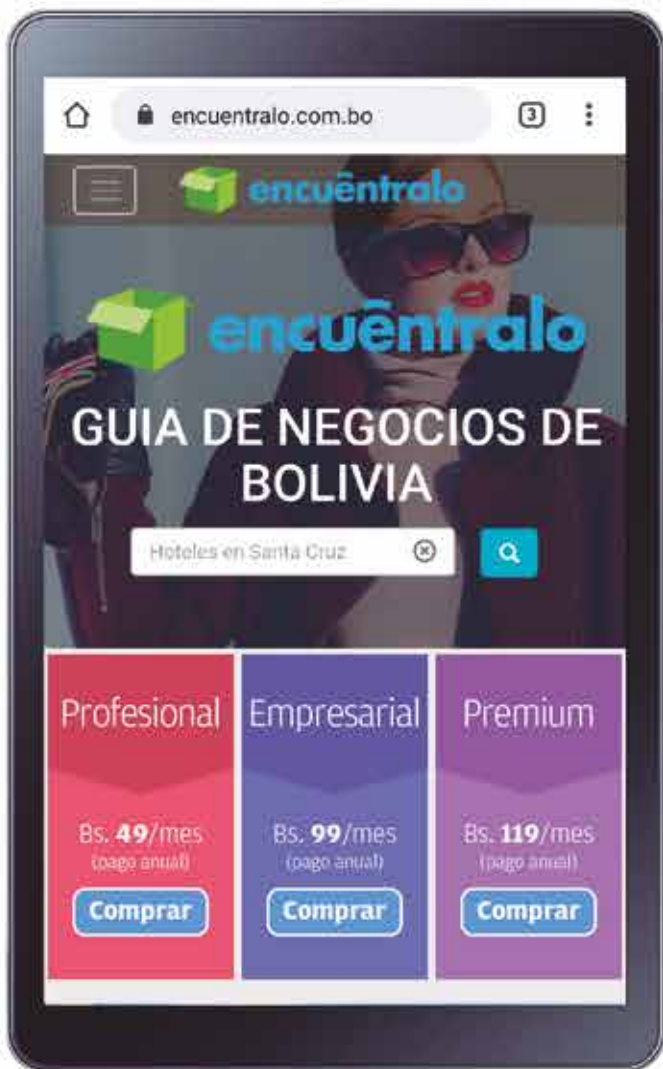 encuentralo.com.bo
3
encuêntralo
encuêntralo
GUIA DE NEGOCIOS DE
BOLIVIA
Hoteles en Santa Cruz
Profesional
Bs. 49/mes
(pago anual)
Comprar
Empresarial
Bs. 99/mes
(pago anual)
Comprar
Premium
Bs. 119/mes
(pago anual)
Comprar